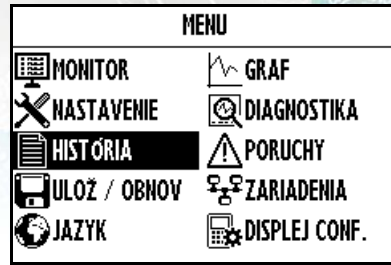 MENU
MONITOR
GRAF
NASTAVENIE
DIAGNOSTIKA
HISTÓRIA
PORUCHY
ULOŽ / OBNOV
ZARIADENIA
JAZYK
DISPLEJ CONF.